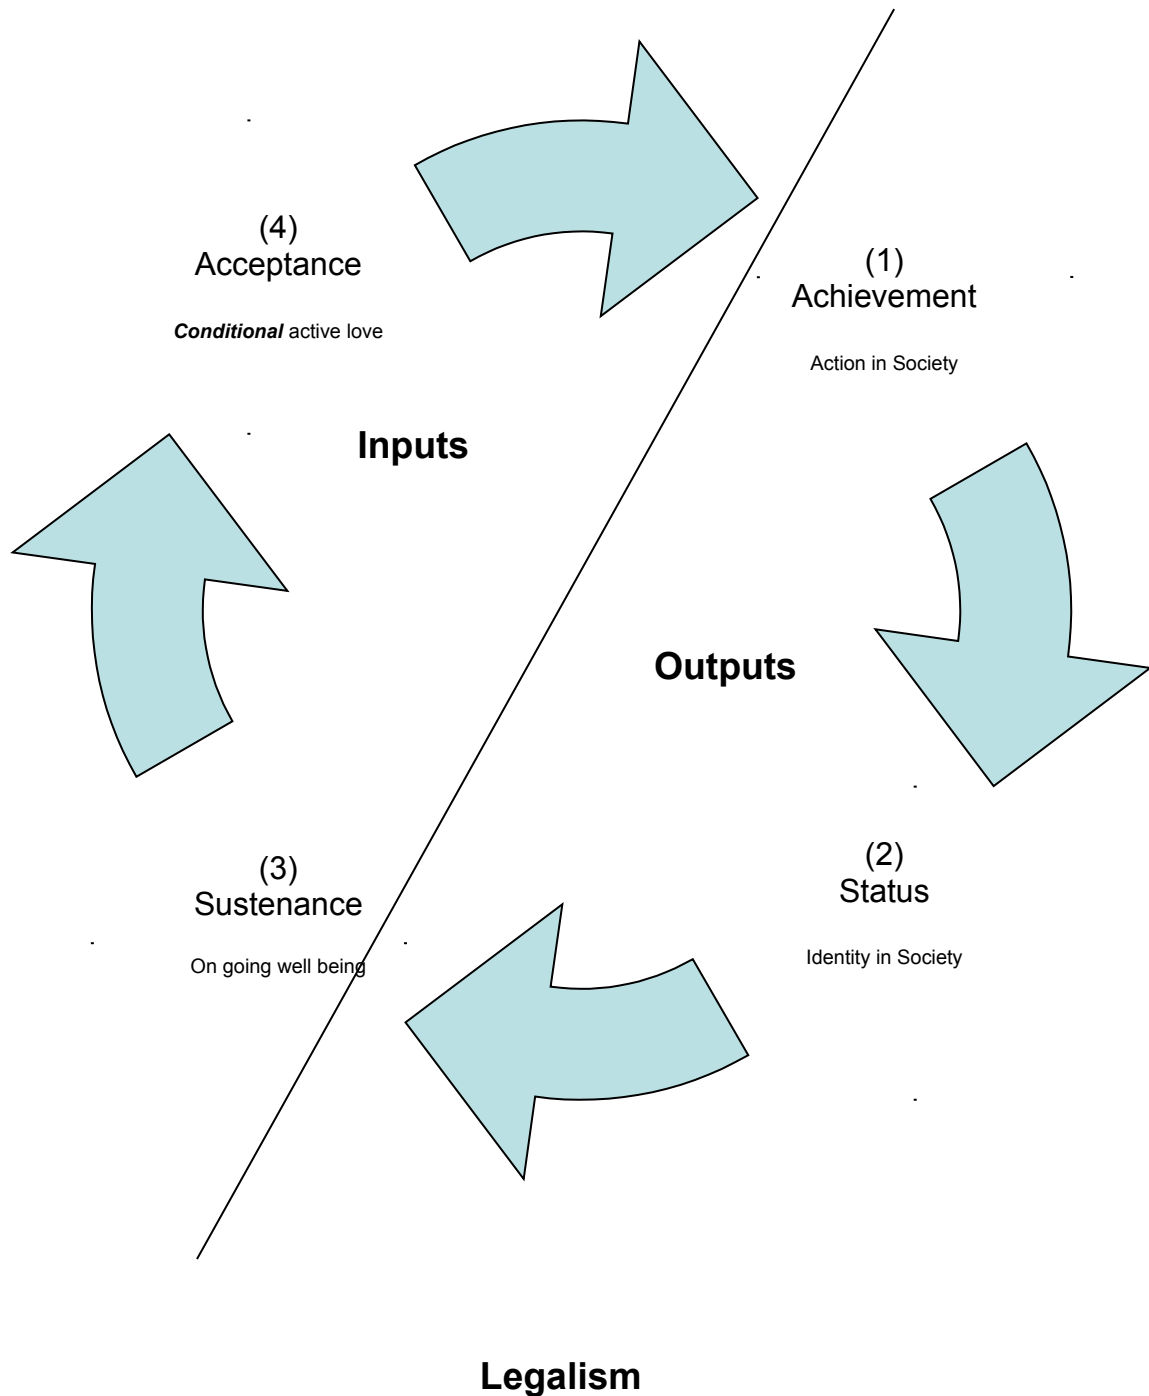 (4)
Acceptance
Conditional active love
(1)
Achievement
Action in Society
Inputs
Outputs
(3)
Sustenance
On going well being
(2)
Status
Identity in Society
Legalism